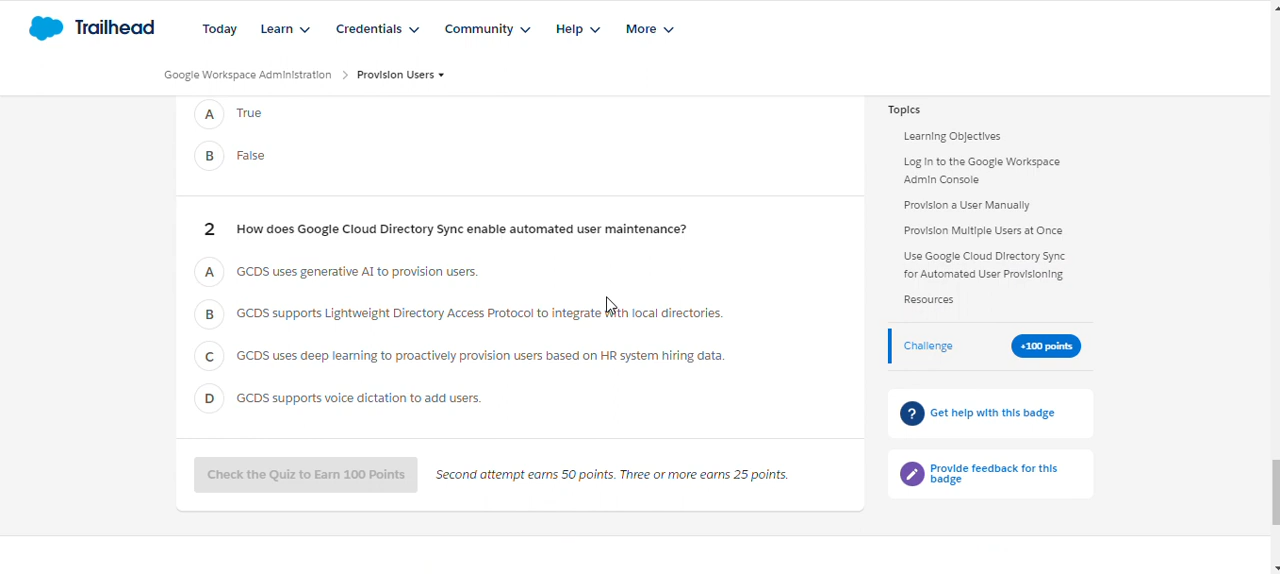 Trailhead
Today Learn Credentials Community Help More
Google Workspace Administration > Provision Users
A True
B False
2 How does Google Cloud Directory Sync enable automated user maintenance?
A GCDS uses generative AI to provision users.
B GCDS supports Lightweight Directory Access Protocol to integrate with local directories.
C GCDS uses deep learning to proactively provision users based on HR system hiring data.
D GCDS supports voice dictation to add users.
Check the Quiz to Earn 100 Points Second attempt earns 50 points. Three or more earns 25 points.
Topics
Learning Objectives
Log In to the Google Workspace
Admin Console
Provision a User Manually
Provision Multiple Users at Once
Use Google Cloud Directory Sync
for Automated User Provisioning
Resources
Challenge +100 points
? Get help with this badge
Provide feedback for this
badge